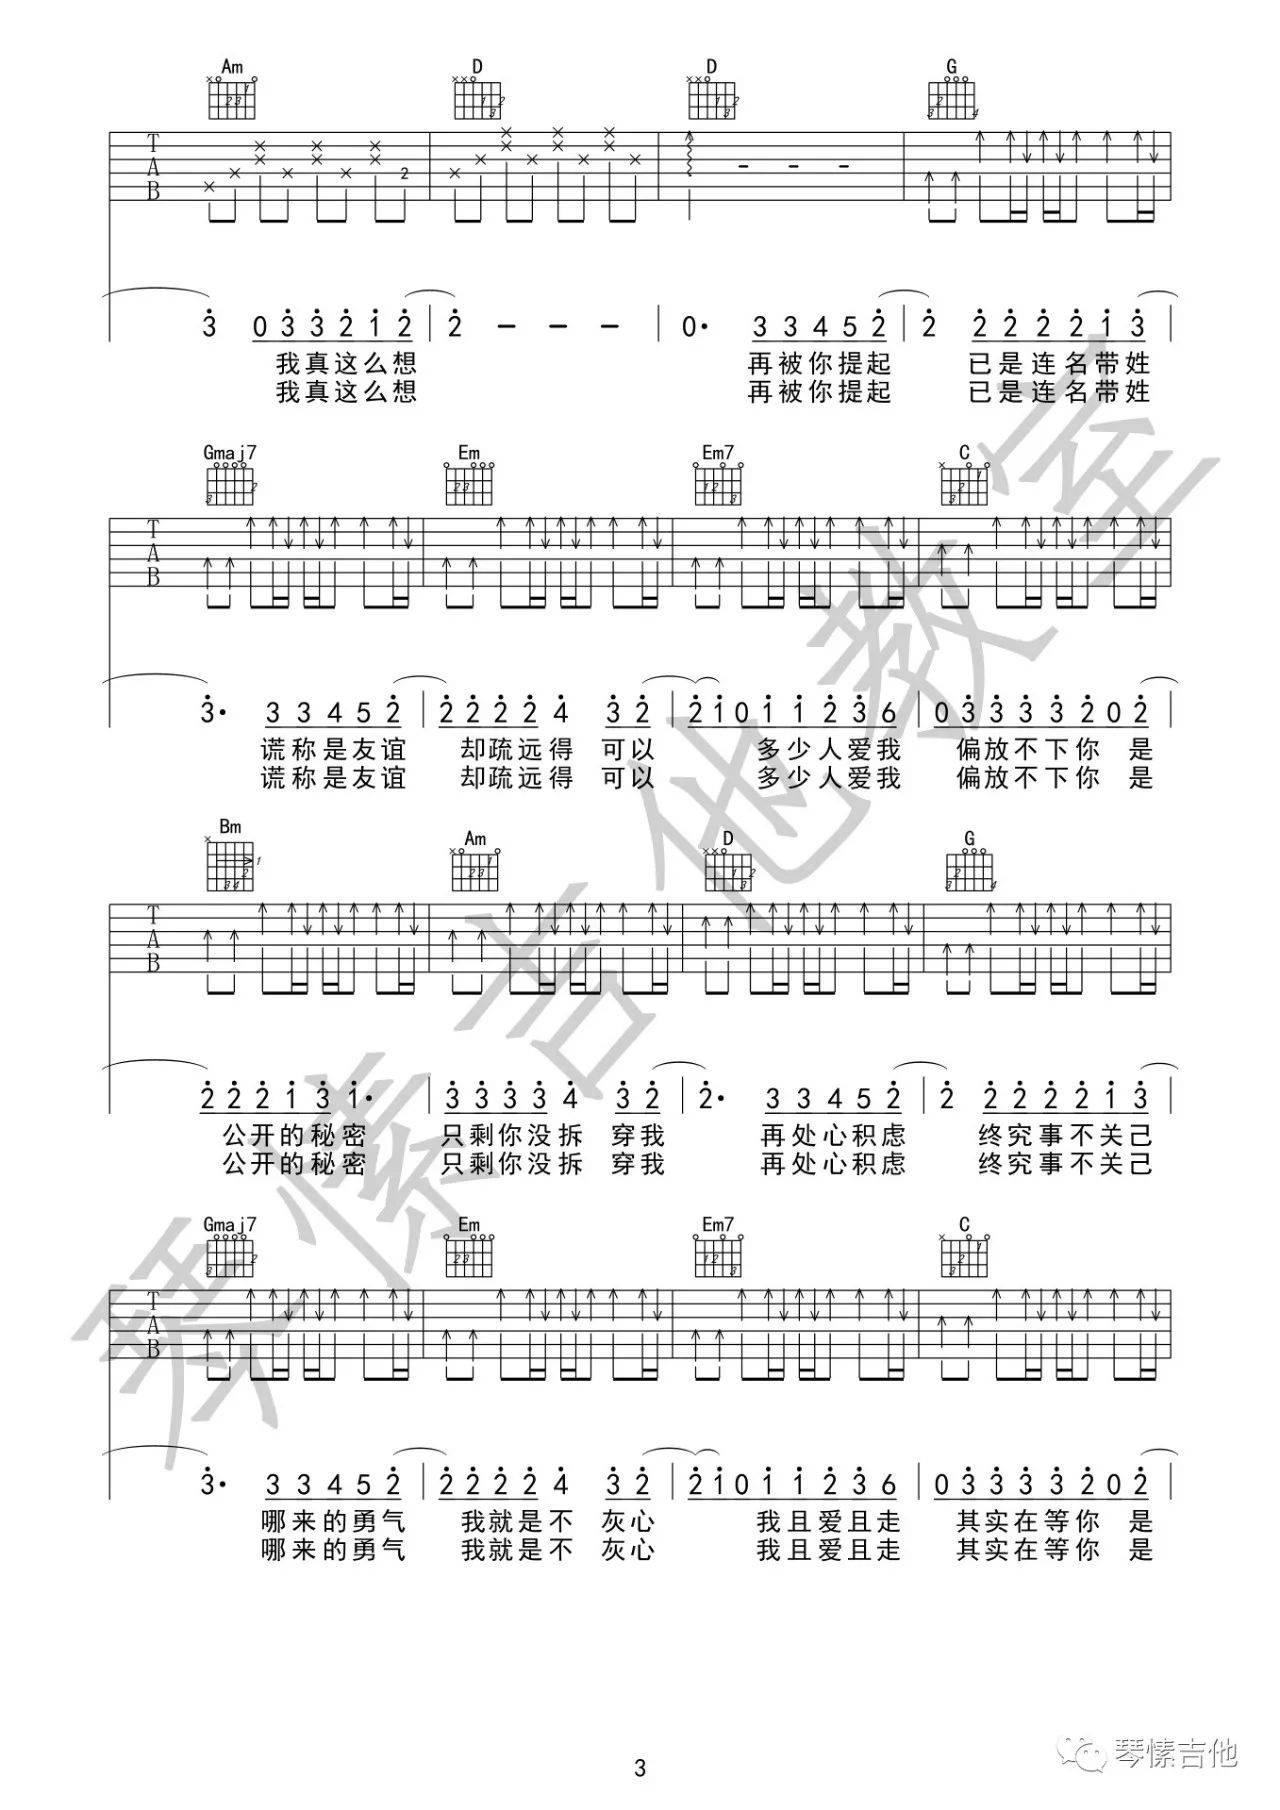 Am D D G
T
A
B
2
3 0 3 3 2 1 2 2 - - - 0· 3 3 4 5 2 2 2 2 2 2 1 3
我真这么想 再被你提起 已是连名带姓
我真这么想 再被你提起 已是连名带姓
Gmaj7 Em Em7 C
T
A
B
3· 3 3 4 5 2 2 2 2 2 4 3 2 2 1 0 1 1 2 3 6 0 3 3 3 3 2 0 2
谎称是友谊 却疏远得 可以 多少人爱我 偏放不下你 是
谎称是友谊 却疏远得 可以 多少人爱我 偏放不下你 是
Bm Am D G
T
A
B
2 2 2 1 3 1· 3 3 3 3 4 3 2 2· 3 3 4 5 2 2 2 2 2 2 1 3
公开的秘密 只剩你没拆 穿我 再处心积虑 终究事不关己
公开的秘密 只剩你没拆 穿我 再处心积虑 终究事不关己
Gmaj7 Em Em7 C
T
A
B
3· 3 3 4 5 2 2 2 2 2 4 3 2 2 1 0 1 1 2 3 6 0 3 3 3 3 2 0 2
哪来的勇气 我就是不 灰心 我且爱且走 其实在等你 是
哪来的勇气 我就是不 灰心 我且爱且走 其实在等你 是
琴愫吉他教室
3
琴愫吉他